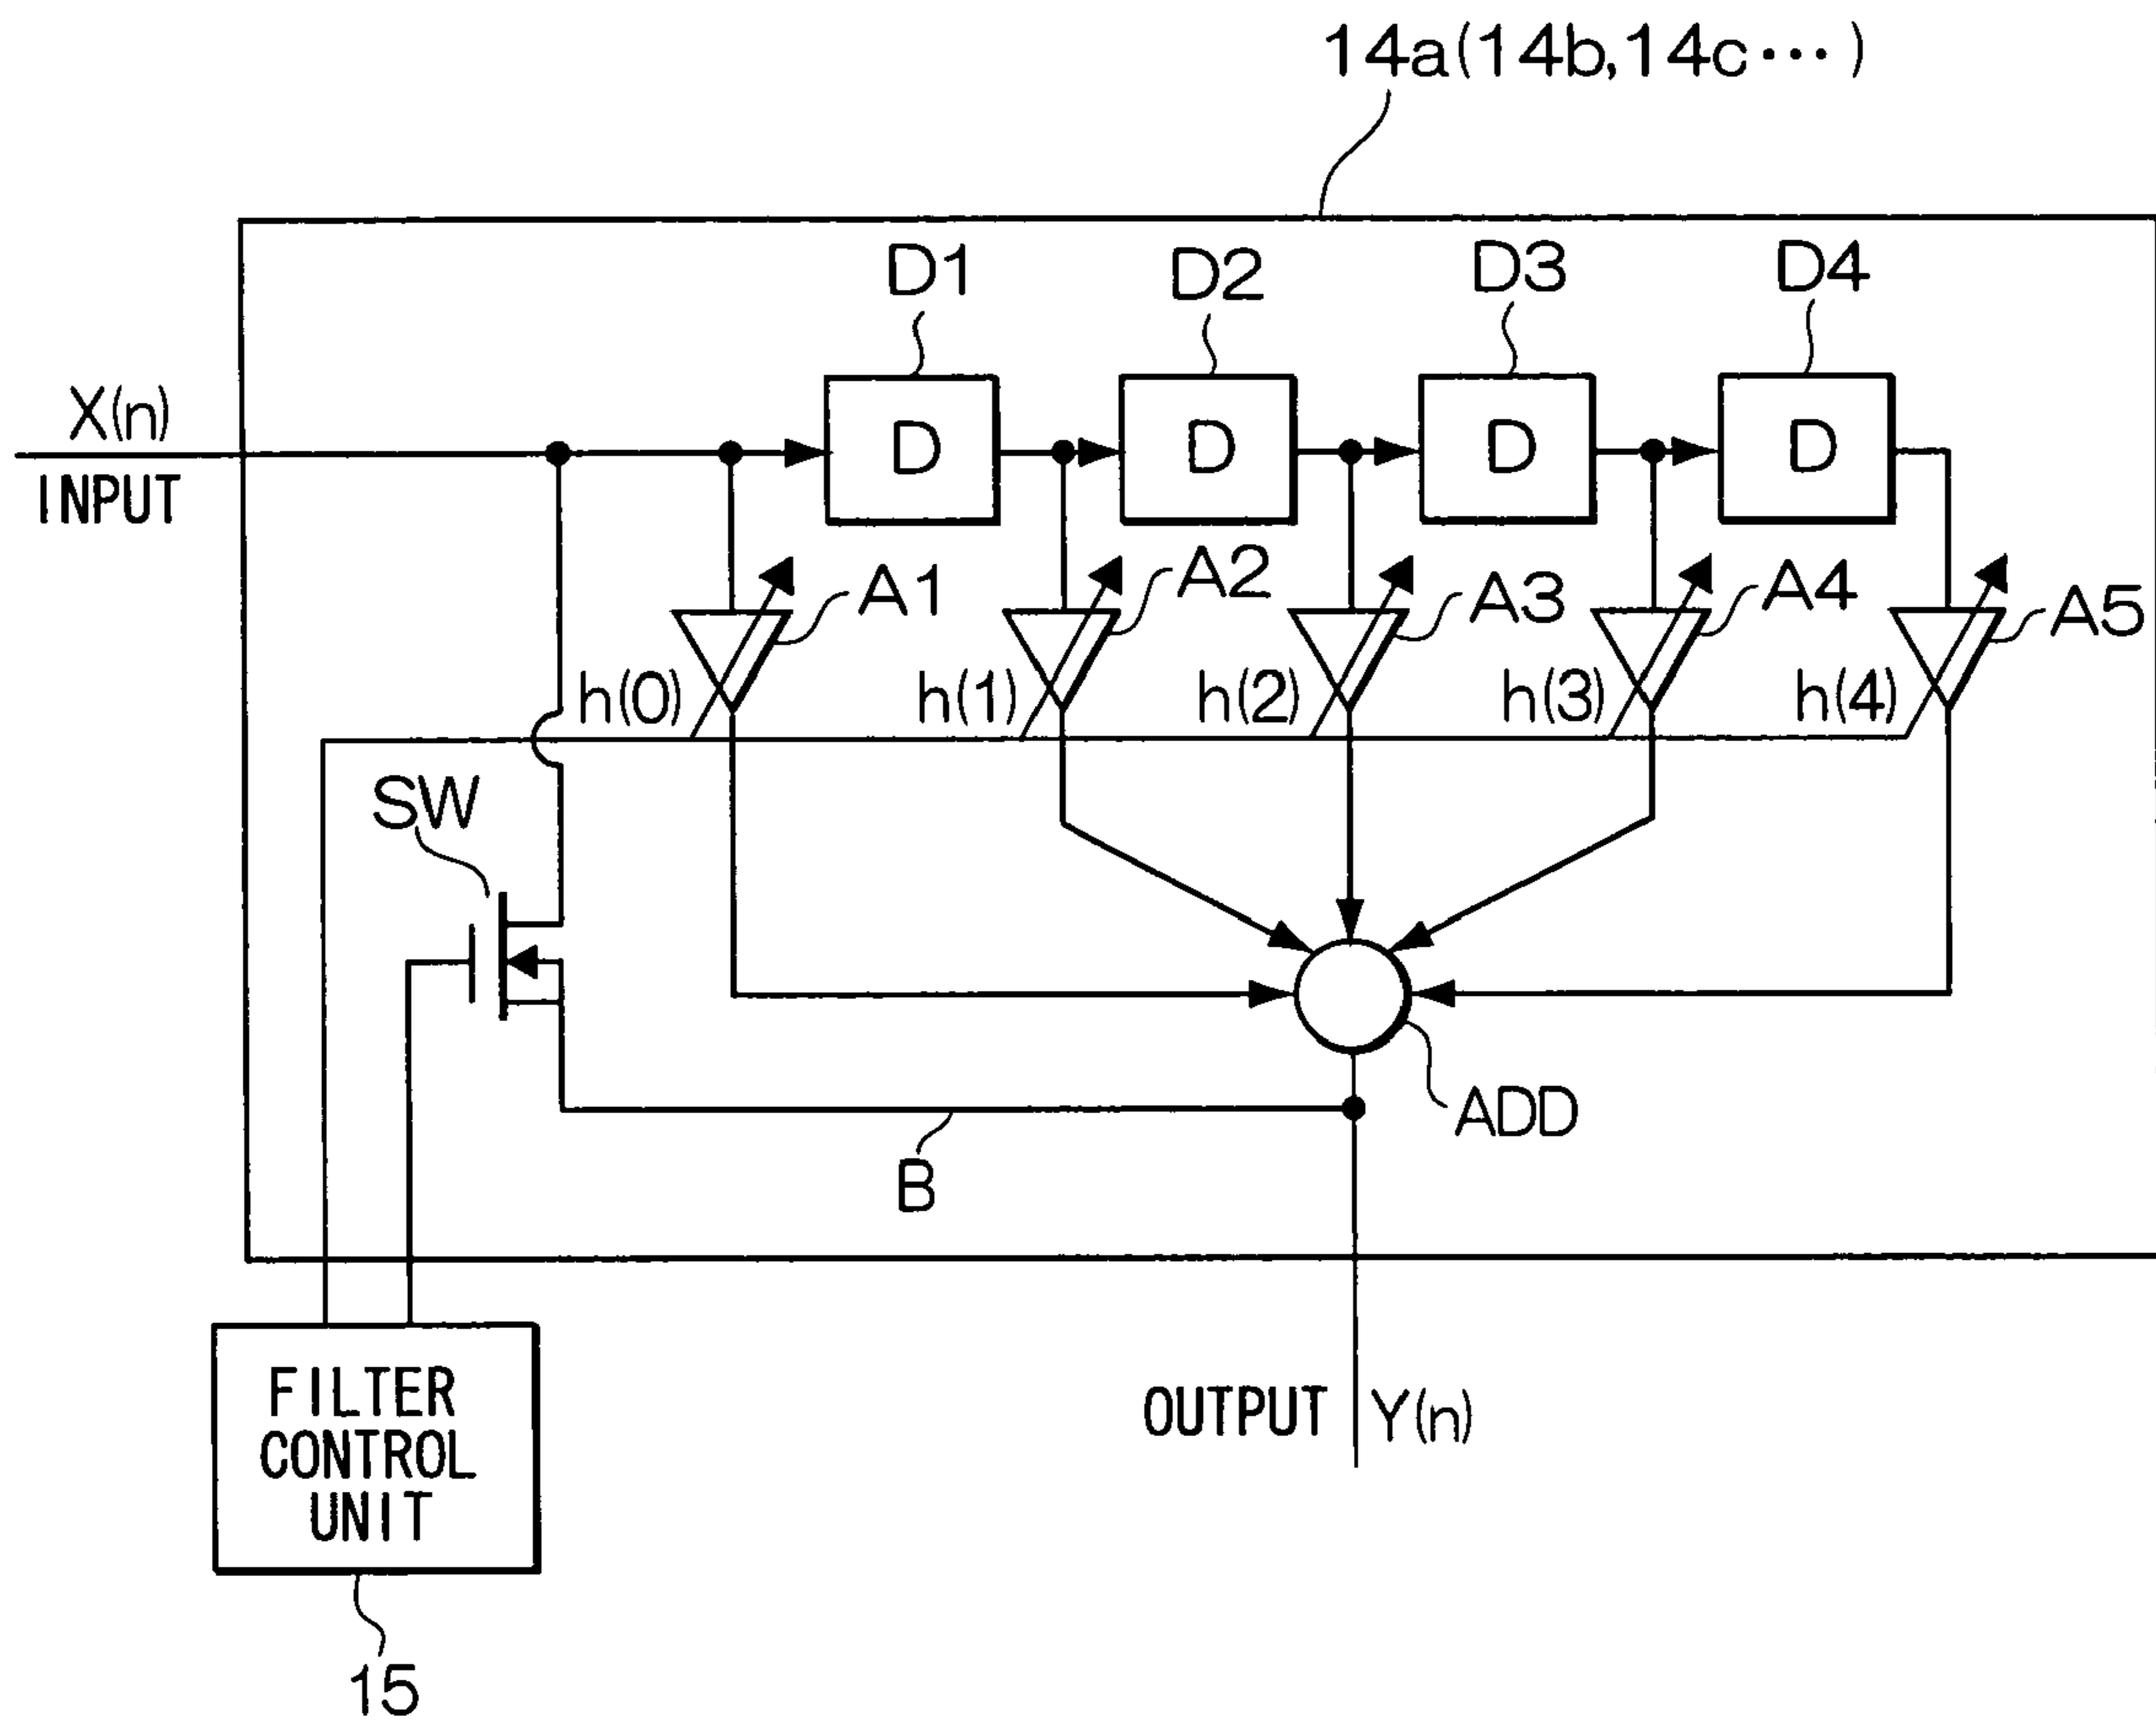 14a(14b,14c···)
D1 D2 D3 D4
X(n)
INPUT
D D D D
A1 A2 A3 A4 A5
h(0) h(1) h(2) h(3) h(4)
SW
ADD
B
FILTER
CONTROL
UNIT
OUTPUT Y(n)
15